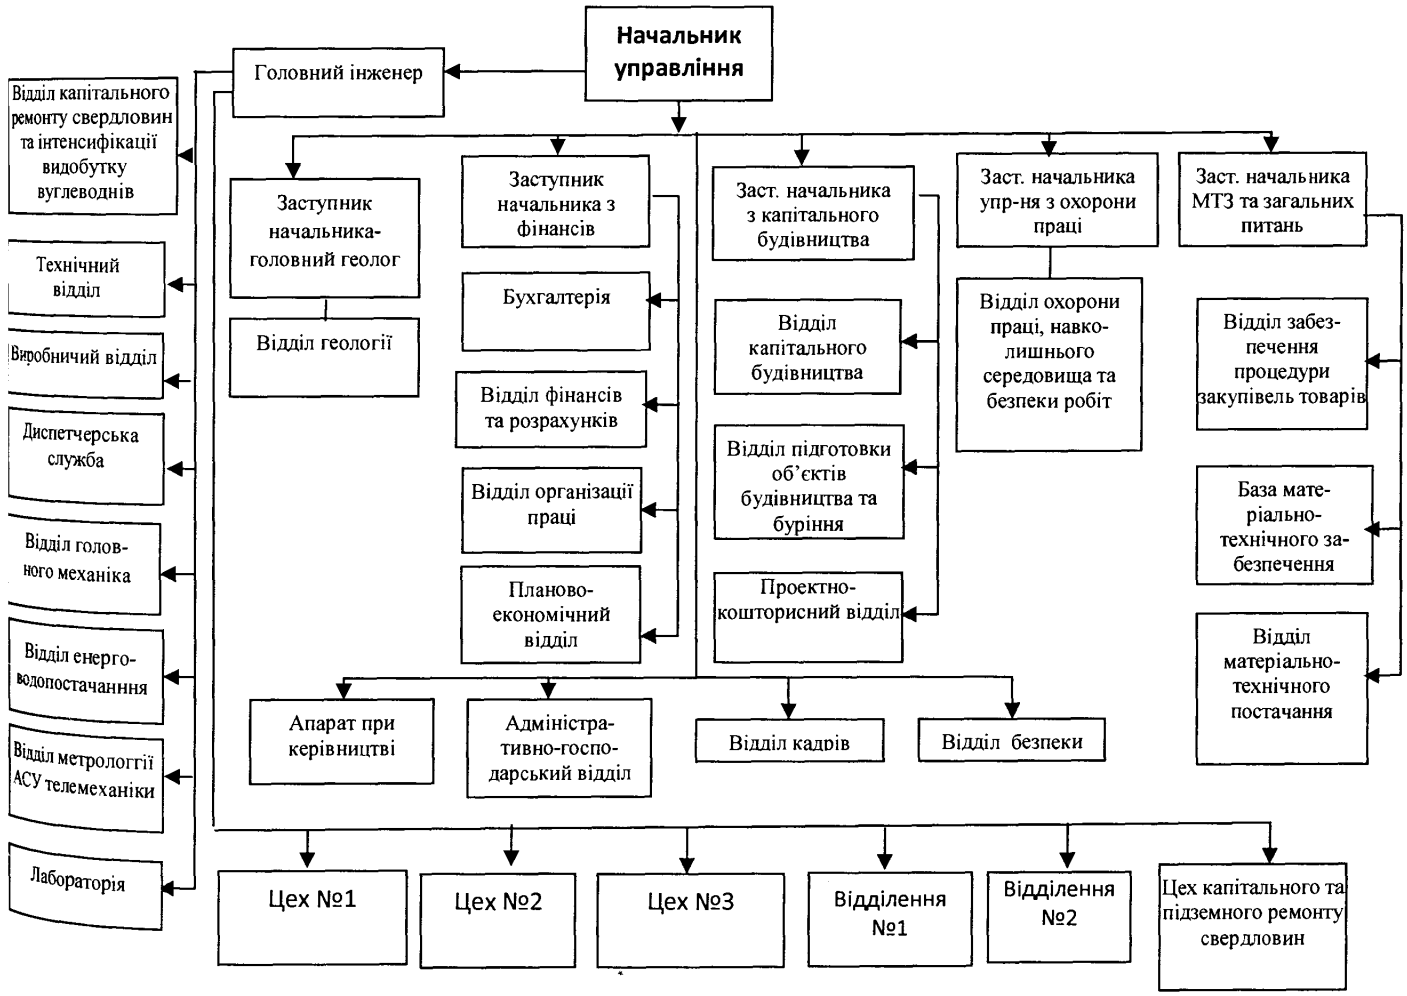 Начальник
управління
Головний інженер
Відділ капітального
ремонту свердловин
та інтенсифікації
видобутку
вуглеводнів
Технічний
відділ
Виробничий відділ
Диспетчерська
служба
Відділ голов-
ного механіка
Відділ енерго-
водопостачанння
Відділ метрологгії
АСУ телемеханіки
Лабораторія
Заступник
начальника-
головний геолог
Відділ геології
Заступник
начальника з
фінансів
Бухгалтерія
Відділ фінансів
та розрахунків
Відділ організації
праці
Планово-
економічний
відділ
Заст. начальника
з капітального
будівництва
Відділ
капітального
будівництва
Відділ підготовки
об’єктів
будівництва та
буріння
Проектно-
кошторисний відділ
Заст. начальника
упр-ня з охорони
праці
Відділ охорони
праці, навко-
лишнього
середовища та
безпеки робіт
Заст. начальника
МТЗ та загальних
питань
Відділ забез-
печення
процедури
закупівель товарів
База мате-
ріально-
технічного за-
безпечення
Відділ
матеріально-
технічного
постачання
Апарат при
керівництві
Адміністра-
тивно-госпо-
дарський відділ
Відділ кадрів
Відділ безпеки
Цех №1
Цех №2
Цех №3
Відділення
№1
Відділення
№2
Цех капітального та
підземного ремонту
свердловин